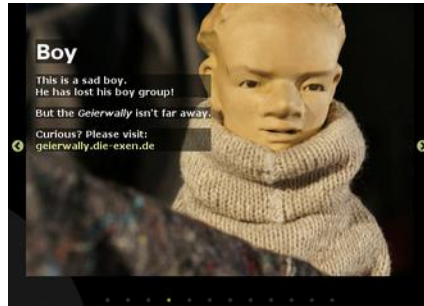 Boy
This is a sad boy.
He has lost his boy group!
But the Geierwally isn't far away.
Curious? Please visit:
geierwally.die-exen.de